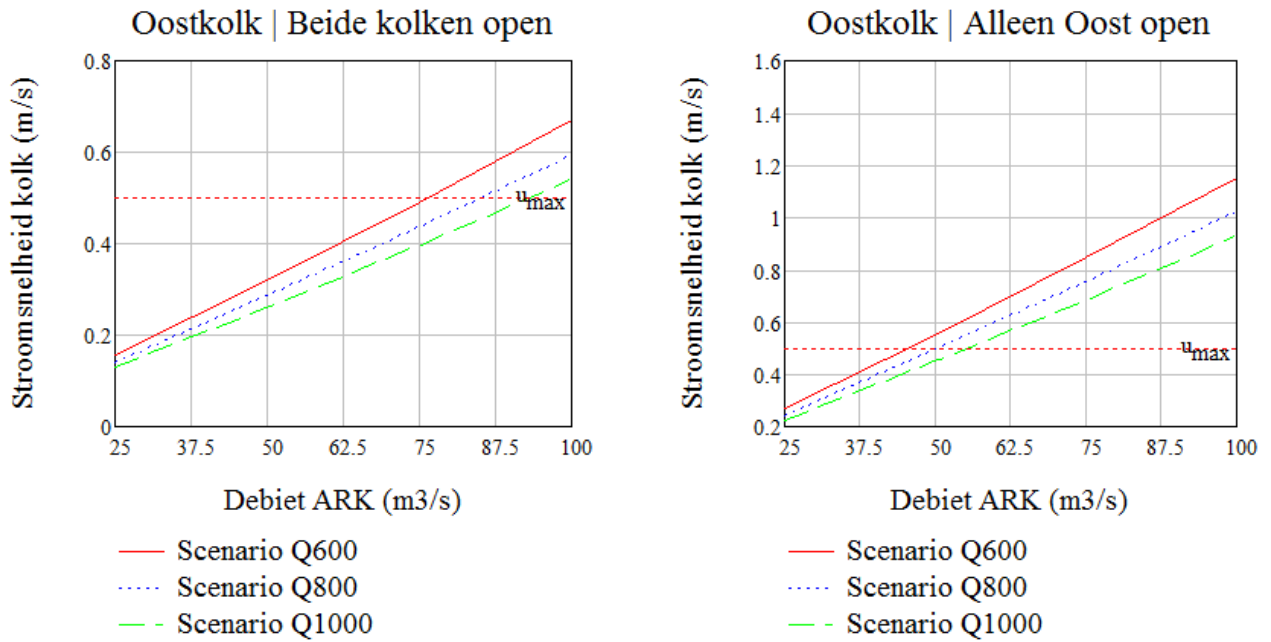 Oostkolk | Beide kolken open
Stroomsnelheid kolk (m/s)
0.8
0.6
0.4
0.2
0
umax
25 37.5 50 62.5 75 87.5 100
Debiet ARK (m3/s)
Scenario Q600
Scenario Q800
Scenario Q1000
Oostkolk | Alleen Oost open
Stroomsnelheid kolk (m/s)
1.6
1.4
1.2
1
0.8
0.6
0.4
0.2
umax
25 37.5 50 62.5 75 87.5 100
Debiet ARK (m3/s)
Scenario Q600
Scenario Q800
Scenario Q1000